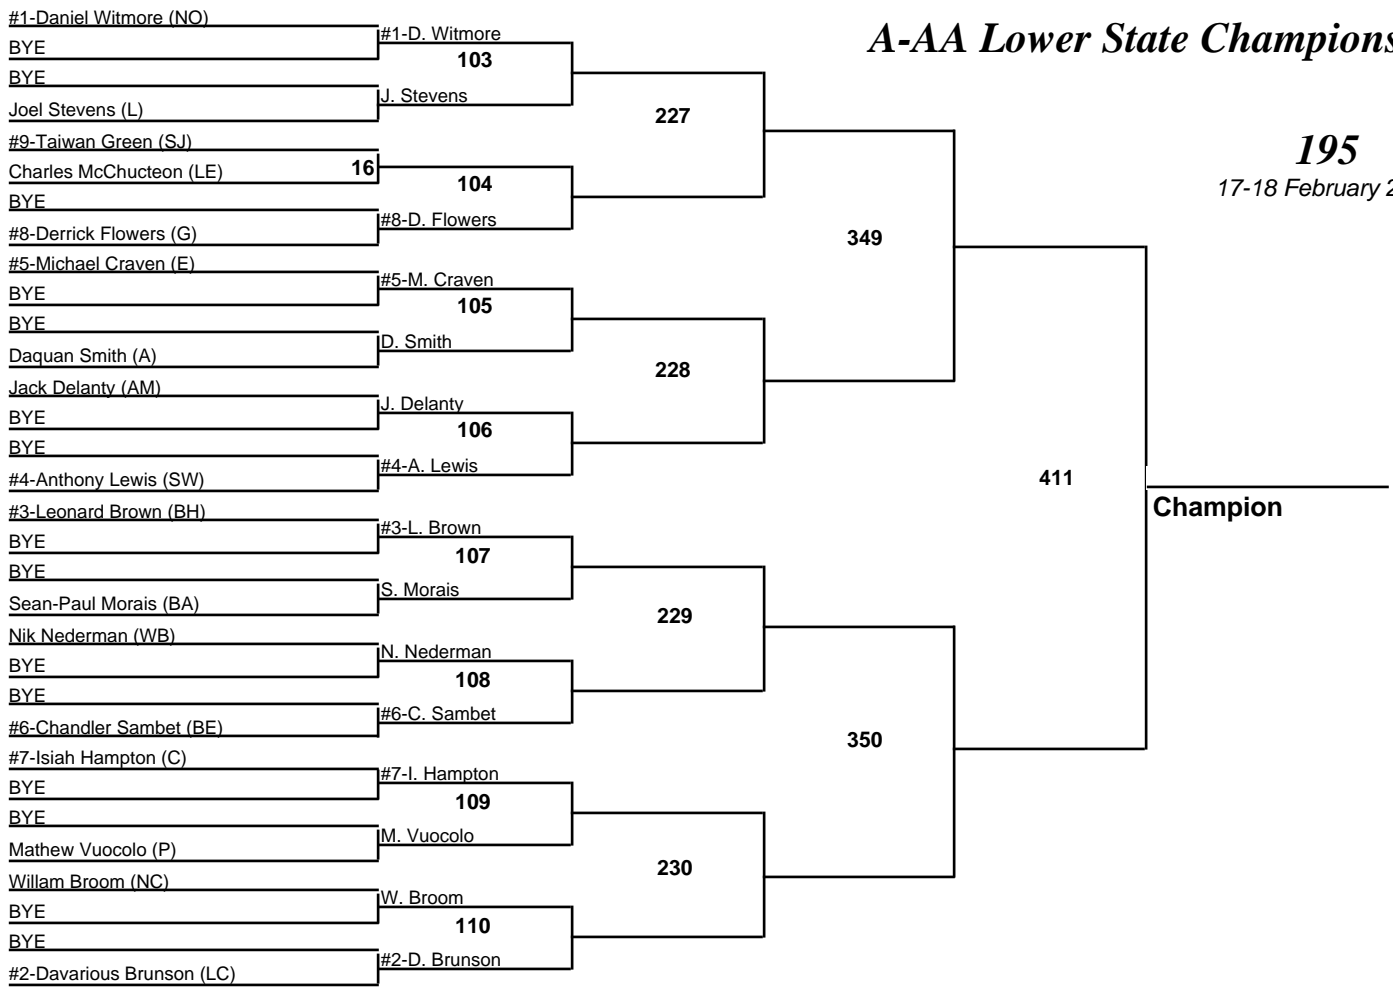 A-AA Lower State Champions
195
17-18 February 2
#1-Daniel Witmore (NO)
BYE
BYE
Joel Stevens (L)
#9-Taiwan Green (SJ)
Charles McChucteon (LE)
BYE
#8-Derrick Flowers (G)
#5-Michael Craven (E)
BYE
BYE
Daquan Smith (A)
Jack Delanty (AM)
BYE
BYE
#4-Anthony Lewis (SW)
#3-Leonard Brown (BH)
BYE
BYE
Sean-Paul Morais (BA)
Nik Nederman (WB)
BYE
BYE
#6-Chandler Sambet (BE)
#7-Isiah Hampton (C)
BYE
BYE
Mathew Vuocolo (P)
Willam Broom (NC)
BYE
BYE
#2-Davarious Brunson (LC)
16
#1-D. Witmore
103
J. Stevens
104
#8-D. Flowers
#5-M. Craven
105
D. Smith
J. Delanty
106
#4-A. Lewis
#3-L. Brown
107
S. Morais
N. Nederman
108
#6-C. Sambet
#7-I. Hampton
109
M. Vuocolo
W. Broom
110
#2-D. Brunson
227
228
229
230
349
350
411
Champion